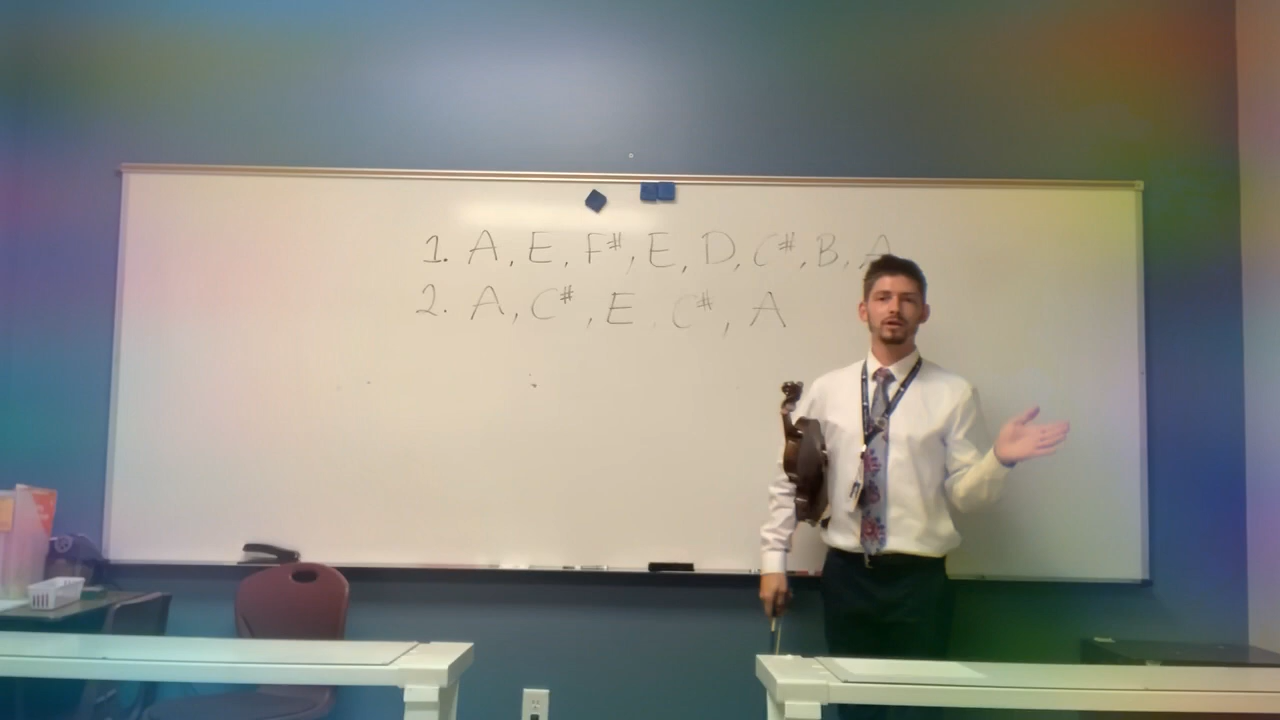 1. A, E, F#, E, D, C#, B, A
2. A, C#, E, C#, A